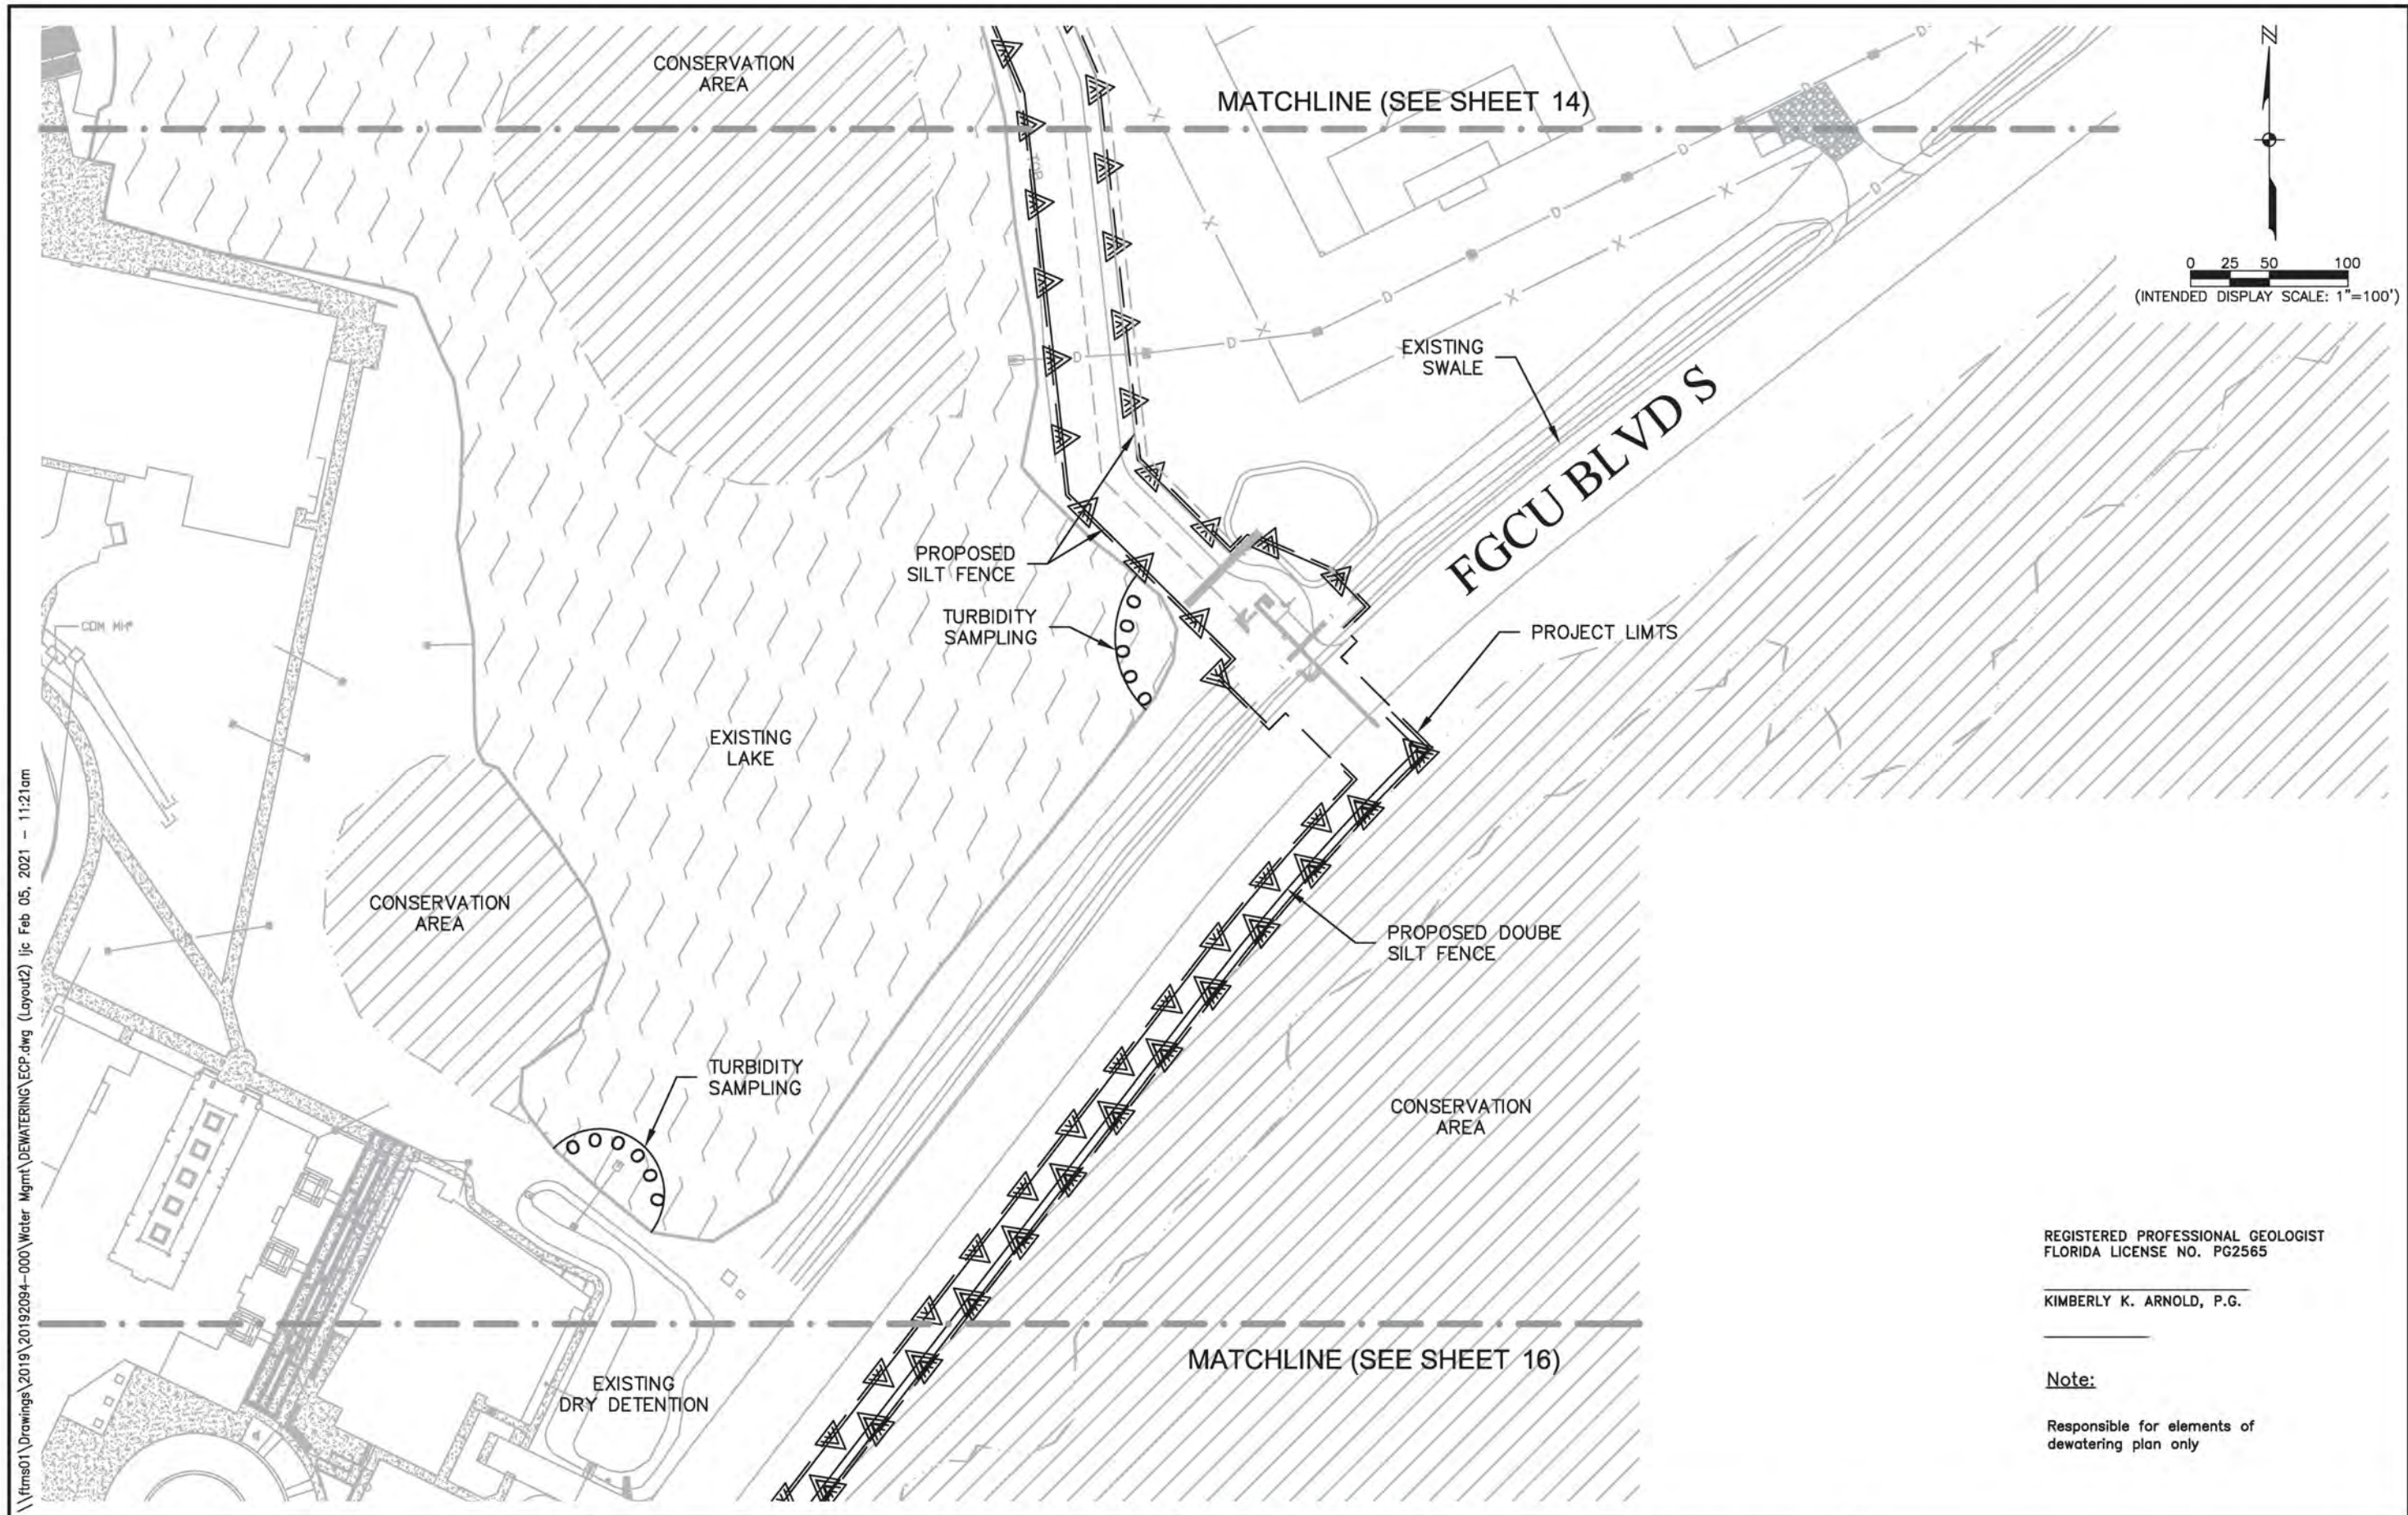 CONSERVATION
AREA
MATCHLINE (SEE SHEET 14)
N
0 25 50 100
(INTENDED DISPLAY SCALE: 1"=100')
TOB
D
X
EXISTING
SWALE
FGCU BLVD S
PROPOSED
SILT FENCE
TURBIDITY
SAMPLING
CDM MH
PROJECT LIMTS
EXISTING
LAKE
CONSERVATION
AREA
PROPOSED DOUBE
SILT FENCE
TURBIDITY
SAMPLING
CONSERVATION
AREA
MATCHLINE (SEE SHEET 16)
EXISTING
DRY DETENTION
REGISTERED PROFESSIONAL GEOLOGIST
FLORIDA LICENSE NO. PG2565
KIMBERLY K. ARNOLD, P.G.
Note:
Responsible for elements of
dewatering plan only
\\ftms01\Drawings\2019\20192094-000\Water Mgmt\DEWATERING\ECP.dwg (Layout2) ljc Feb 05, 2021 - 11:21am